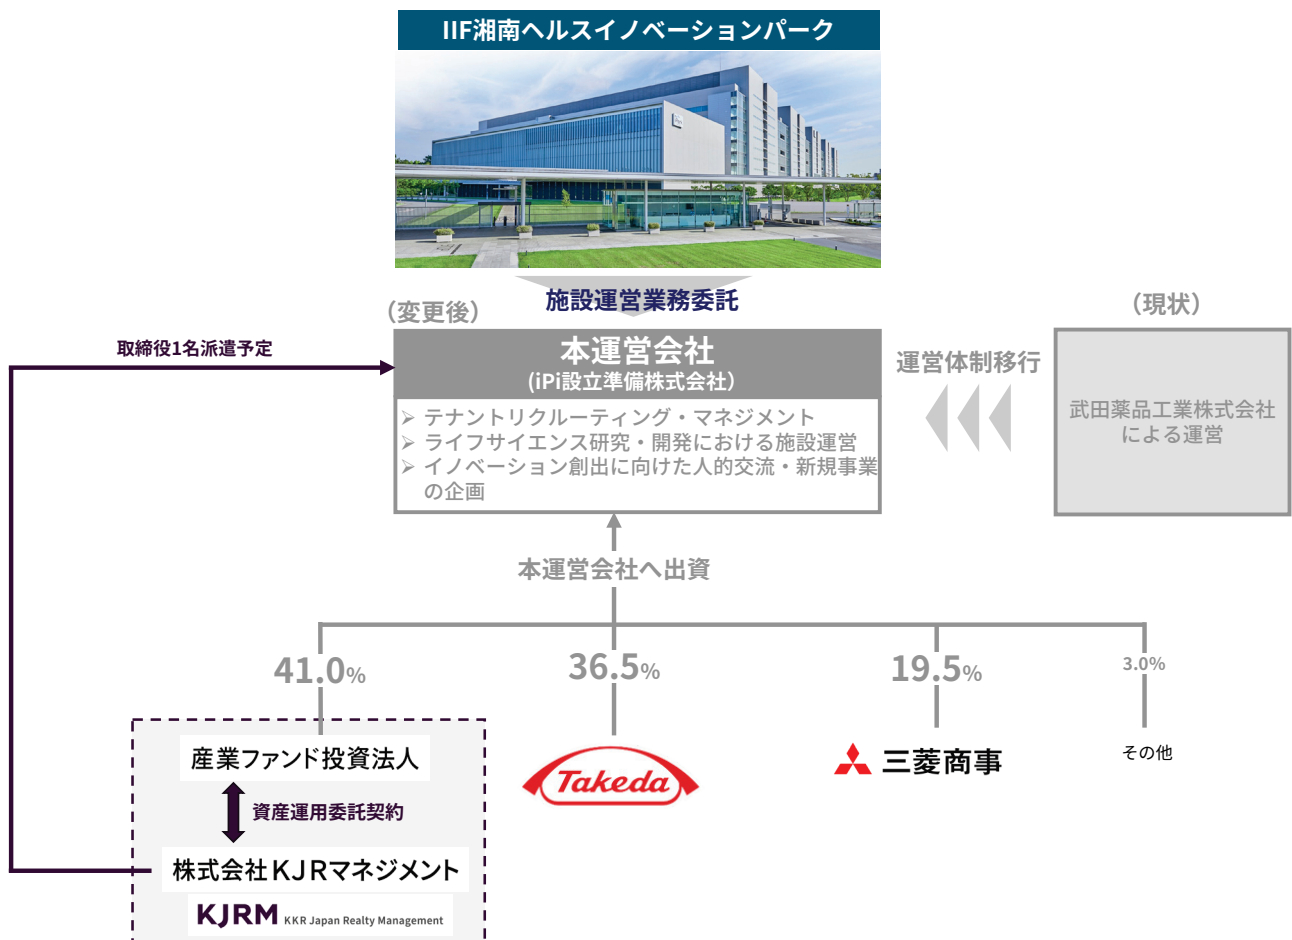 IIF湘南ヘルスイノベーションパーク
施設運営業務委託
（変更後）
（現状）
取締役1名派遣予定
本運営会社
(iPi設立準備株式会社）
運営体制移行
➢ テナントリクルーティング・マネジメント
➢ ライフサイエンス研究・開発における施設運営
➢ イノベーション創出に向けた人的交流・新規事業
の企画
武田薬品工業株式会社
による運営
本運営会社へ出資
41.0%
36.5%
19.5%
3.0%
産業ファンド投資法人
Takeda
三菱商事
その他
資産運用委託契約
株式会社KJRマネジメント
KJRM KKR Japan Realty Management